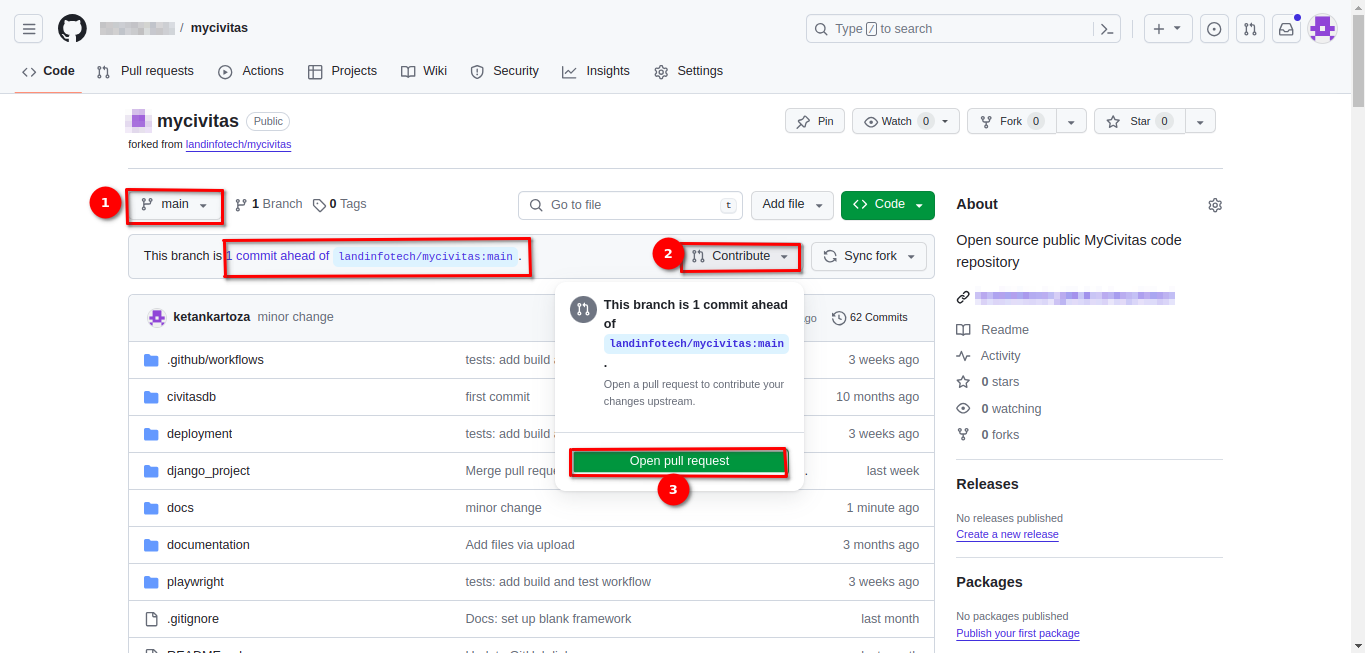 / mycivitas
Type / to search
Code
Pull requests
Actions
Projects
Wiki
Security
Insights
Settings
mycivitas
Public
Pin
Watch 0
Fork 0
Star 0
forked from landinfotech/mycivitas
1
main
1 Branch
0 Tags
Go to file
t
Add file
Code
This branch is 1 commit ahead of landinfotech/mycivitas:main .
2
Contribute
Sync fork
This branch is 1 commit ahead
of
landinfotech/mycivitas:main
.
Open a pull request to contribute your
changes upstream.
Open pull request
3
ketankartoza minor change
ago
62 Commits
.github/workflows tests: add build 3 weeks ago
civitasdb first commit 10 months ago
deployment tests: add build 3 weeks ago
django_project Merge pull last week
docs minor change 1 minute ago
documentation Add files via upload 3 months ago
playwright tests: add build and test workflow 3 weeks ago
.gitignore Docs: set up blank framework last month
About
Open source public MyCivitas code
repository
Readme
Activity
0 stars
0 watching
0 forks
Releases
No releases published
Create a new release
Packages
No packages published
Publish your first package